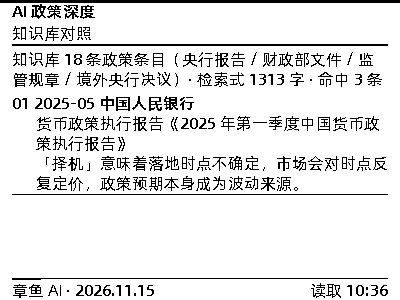 AI 政策深度
知识库对照
知识库 18 条政策条目（央行报告 / 财政部文件 / 监
管规章 / 境外央行决议）· 检索式 1313 字 · 命中 3 条
01 2025-05 中国人民银行
货币政策执行报告《2025 年第一季度中国货币政
策执行报告》
「择机」意味着落地时点不确定，市场会对时点反
复定价，政策预期本身成为波动来源。
章鱼 AI · 2026.11.15
读取 10:36